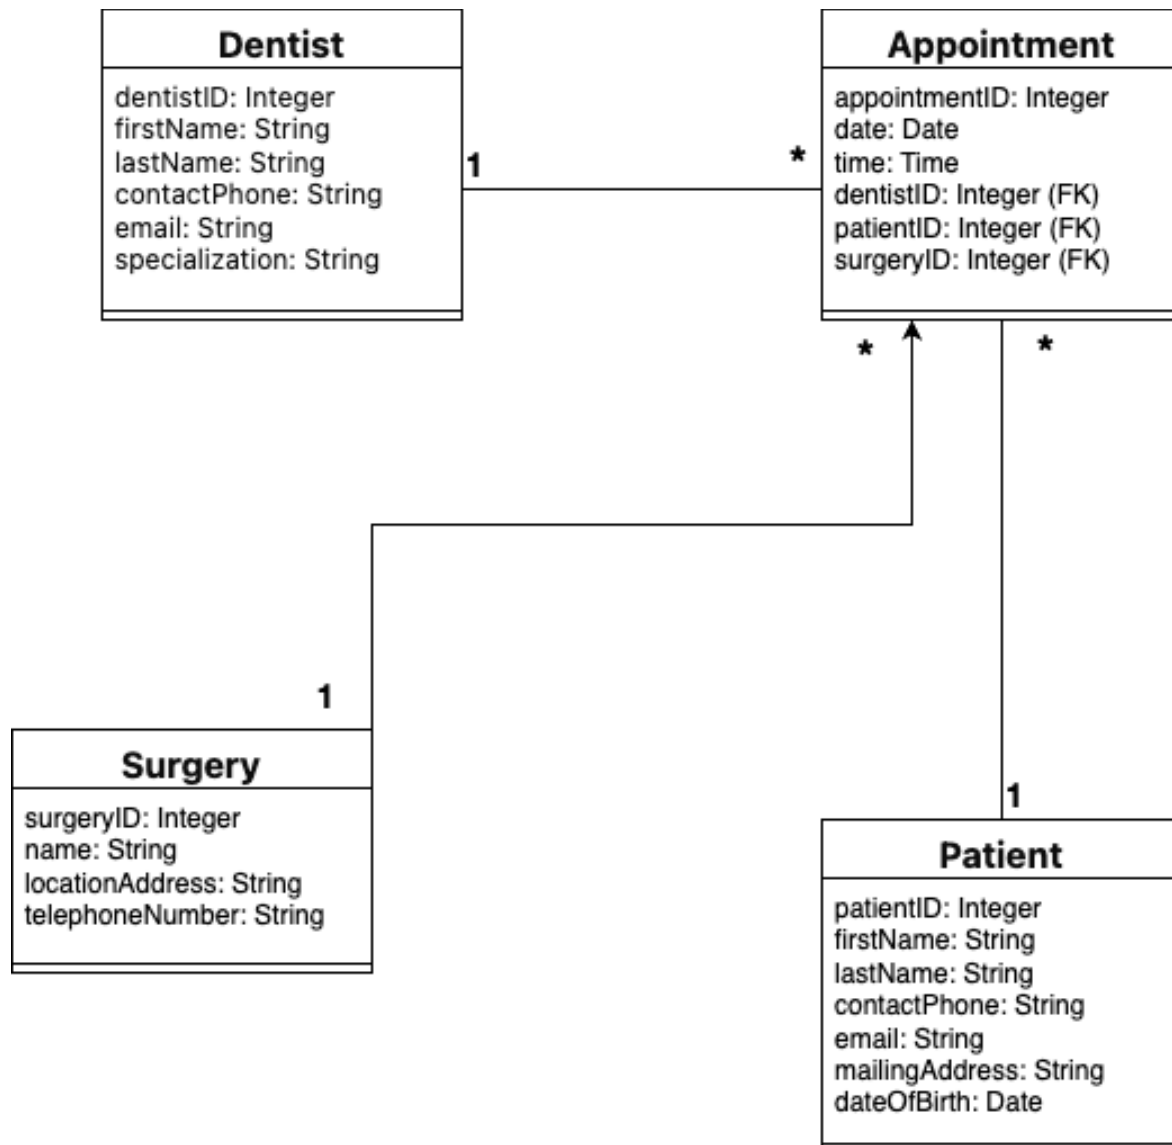 Dentist
dentistID: Integer
firstName: String
lastName: String
contactPhone: String
email: String
specialization: String
1
*
Appointment
appointmentID: Integer
date: Date
time: Time
dentistID: Integer (FK)
patientID: Integer (FK)
surgeryID: Integer (FK)
*
*
1
Surgery
surgeryID: Integer
name: String
locationAddress: String
telephoneNumber: String
1
Patient
patientID: Integer
firstName: String
lastName: String
contactPhone: String
email: String
mailingAddress: String
dateOfBirth: Date